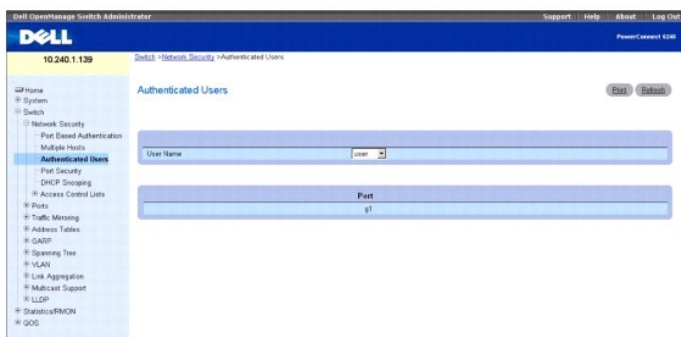 Dell OpenManage Switch Administrator
Support Help About Log Out
DELL
PowerConnect 6248
10.240.1.139
Switch >Network Security >Authenticated Users
Home
System
Switch
Network Security
Port Based Authentication
Multiple Hosts
Authenticated Users
Port Security
DHCP Snooping
Access Control Lists
Ports
Traffic Mirroring
Address Tables
GARP
Spanning Tree
VLAN
Link Aggregation
Multicast Support
LLDP
Statistics/RMON
QOS
Authenticated Users
Print Refresh
User Name user
Port
g1